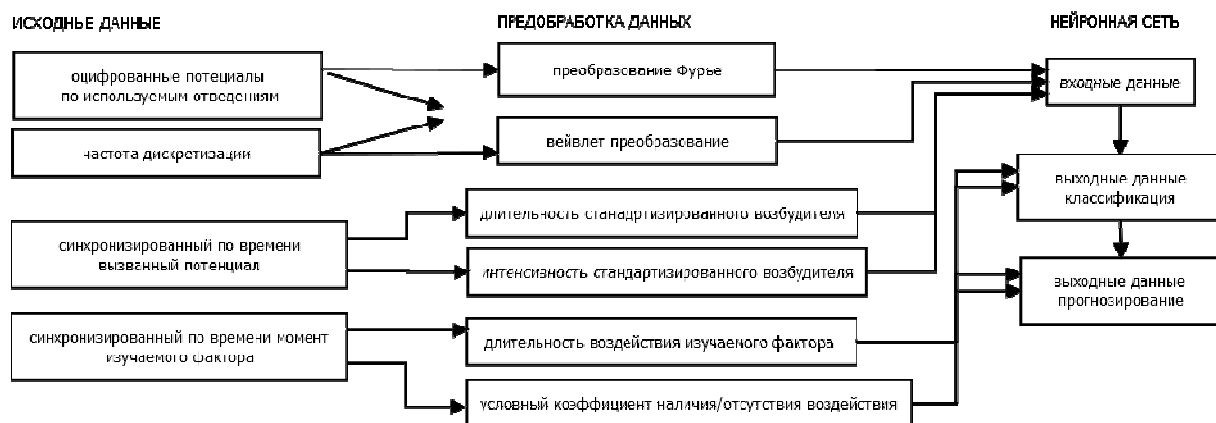 ИСХОДНЫЕ ДАННЫЕ
ПРЕДОБРАБОТКА ДАННЫХ
НЕЙРОННАЯ СЕТЬ
оцифрованные потециалы
по используемым отведениям
частота дискретизации
синхронизированный по времени
вызванный потенциал
синхронизированный по времени момент
изучаемого фактора
преобразование Фурье
вейвлет преобразование
длительность станадртизированного возбудителя
интенсивность стандартизированного возбудителя
длительность воздействия изучаемого фактора
условный коэффициент наличия/отсутствия воздействия
входные данные
выходные данные
классификация
выходные данные
прогнозирование